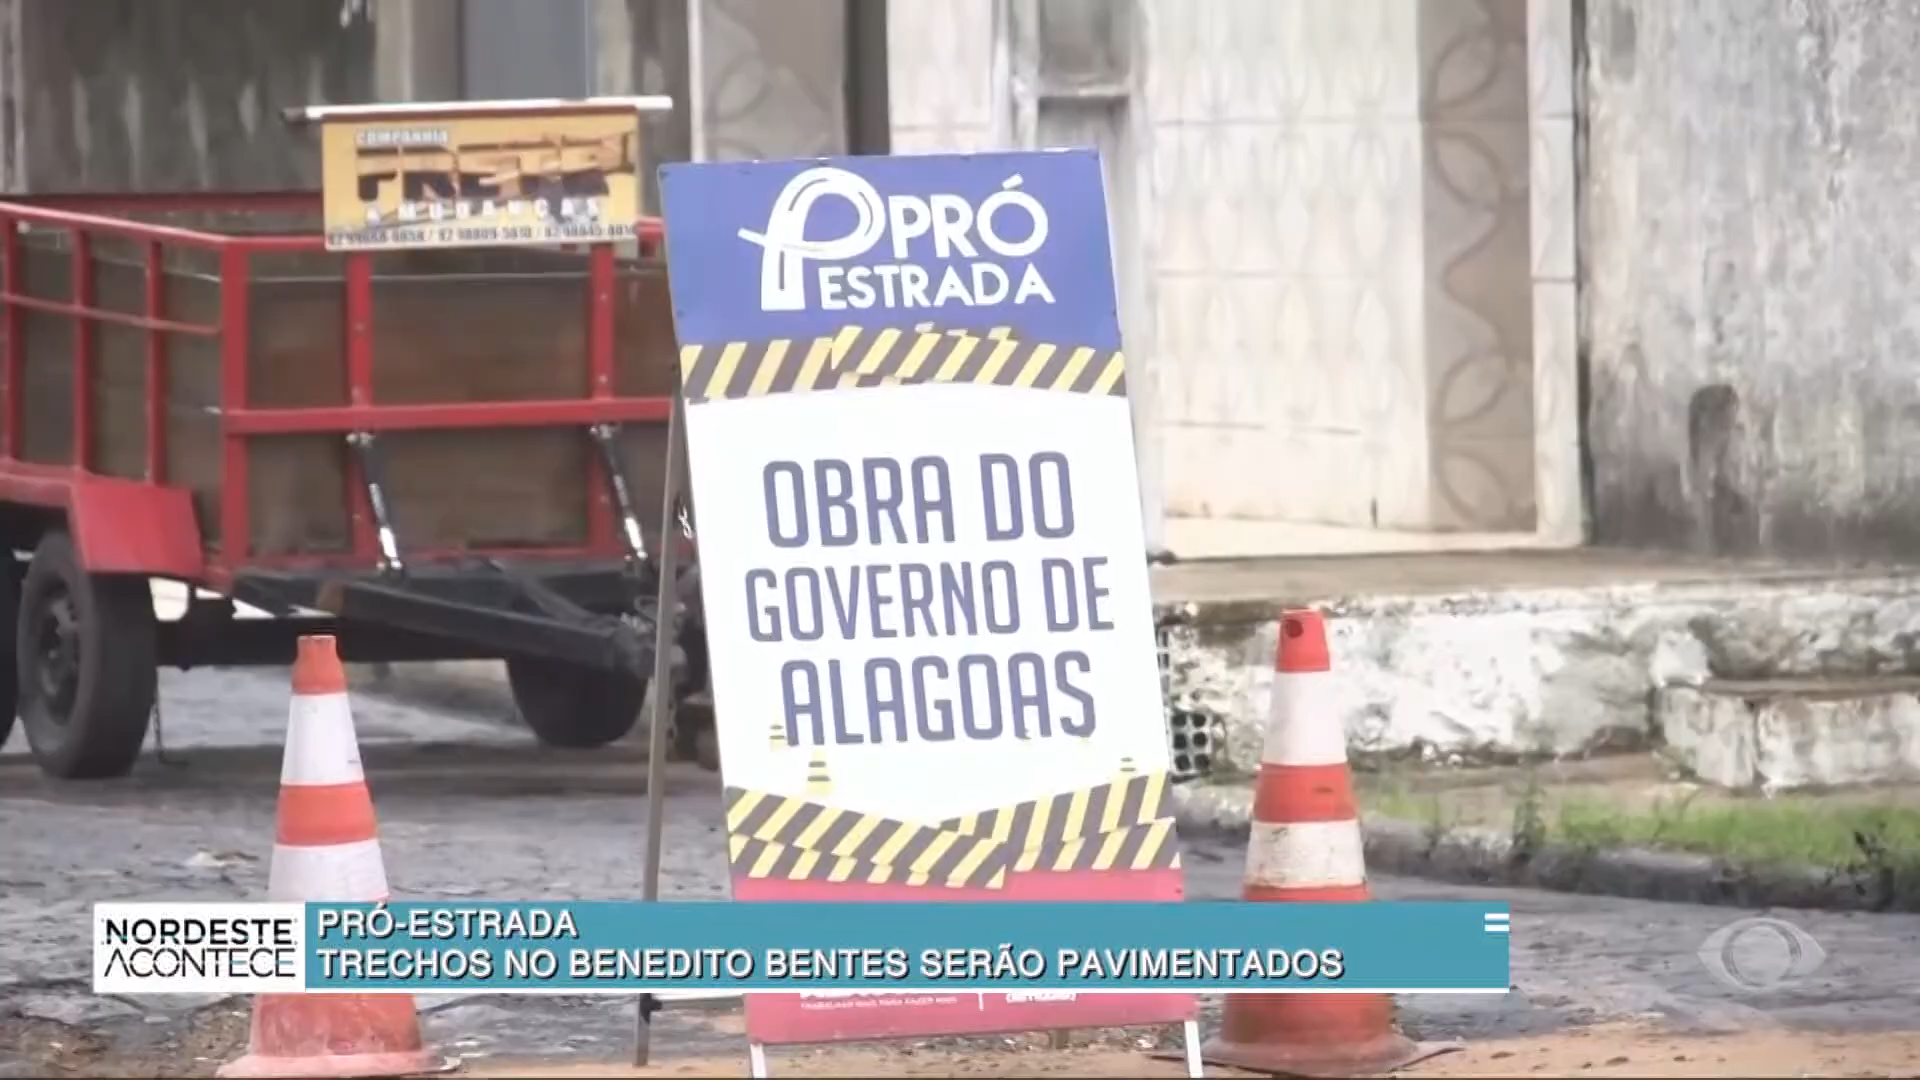 COMPANHIA
FRETE
& MUDANÇAS
PRÓ
ESTRADA
OBRA DO
GOVERNO DE
ALAGOAS
NORDESTE
ACONTECE
PRÓ-ESTRADA
TRECHOS NO BENEDITO BENTES SERÃO PAVIMENTADOS